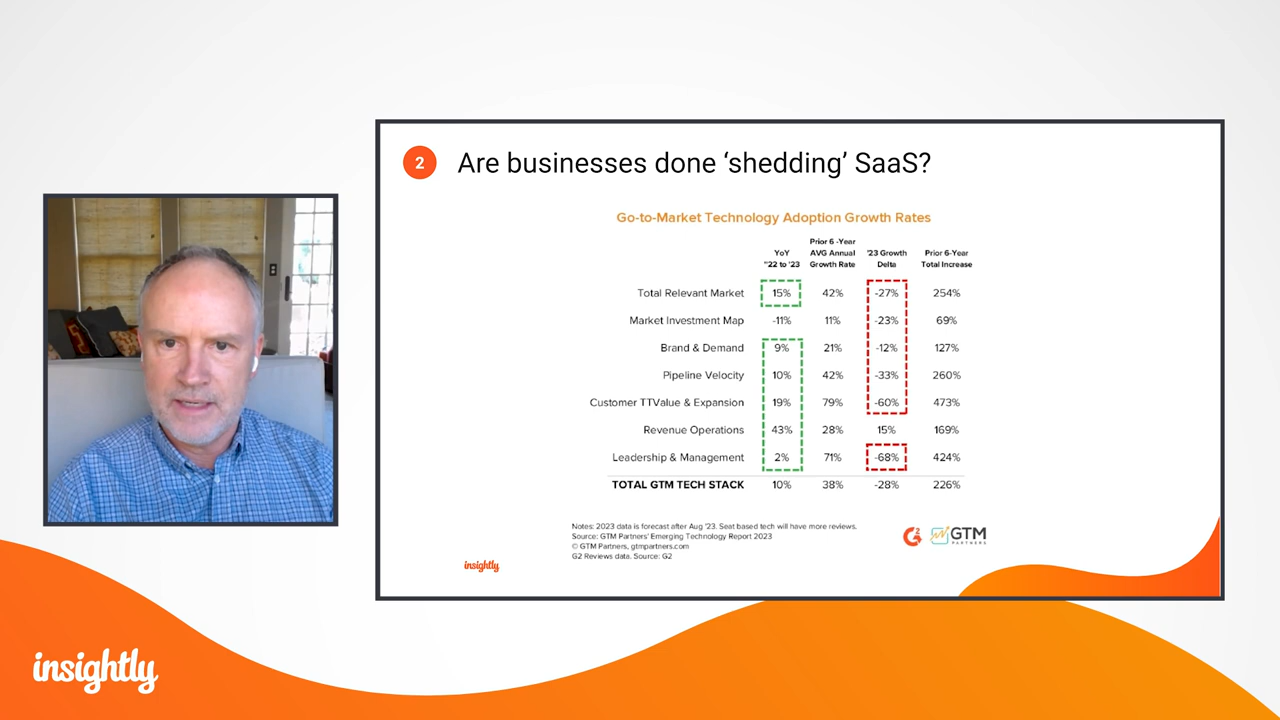 2 Are businesses done ‘shedding’ SaaS?
Go-to-Market Technology Adoption Growth Rates
YoY "22 to '23 Prior 6 -Year AVG Annual Growth Rate '23 Growth Delta Prior 6-Year Total Increase
Total Relevant Market 15% 42% -27% 254%
Market Investment Map -11% 11% -23% 69%
Brand & Demand 9% 21% -12% 127%
Pipeline Velocity 10% 42% -33% 260%
Customer TTValue & Expansion 19% 79% -60% 473%
Revenue Operations 43% 28% 15% 169%
Leadership & Management 2% 71% -68% 424%
TOTAL GTM TECH STACK 10% 38% -28% 226%
Notes: 2023 data is forecast after Aug '23. Seat based tech will have more reviews.
Source: GTM Partners' Emerging Technology Report 2023
© GTM Partners, gtmpartners.com
G2 Reviews data. Source: G2
G2 GTM
PARTNERS
insightly
insightly